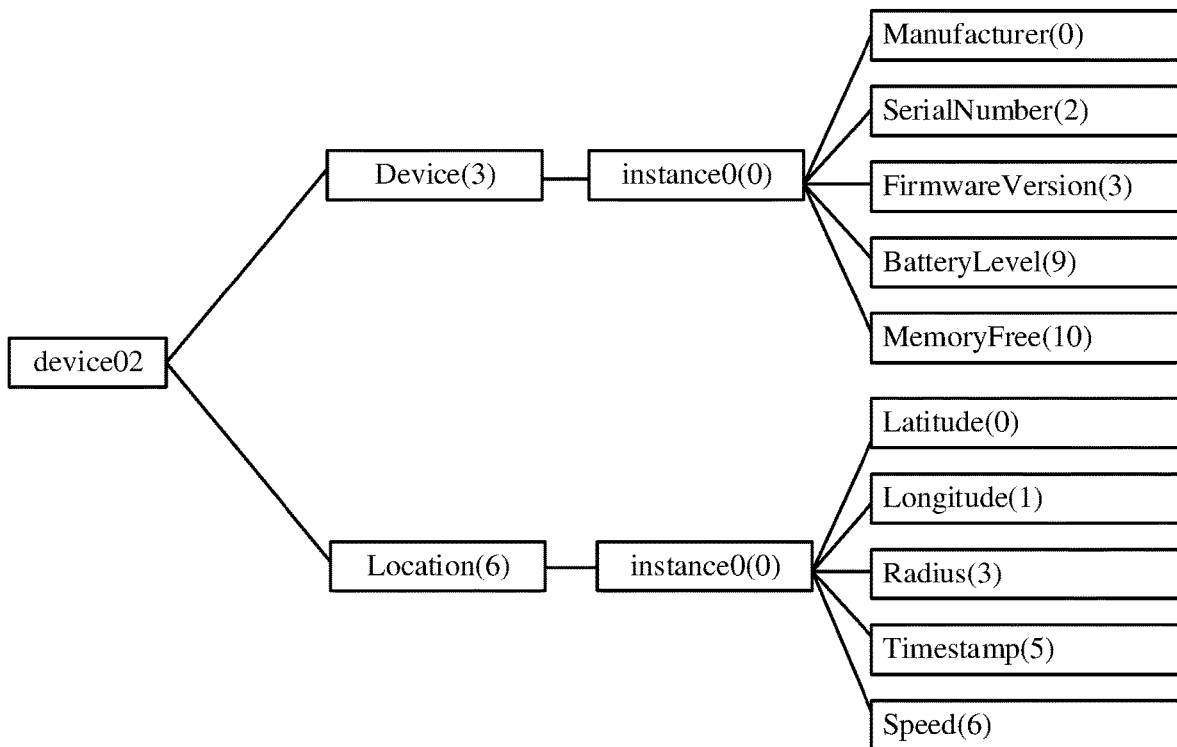 Manufacturer(0)
SerialNumber(2)
Device(3)
instance0(0)
FirmwareVersion(3)
BatteryLevel(9)
MemoryFree(10)
device02
Latitude(0)
Longitude(1)
Location(6)
instance0(0)
Radius(3)
Timestamp(5)
Speed(6)